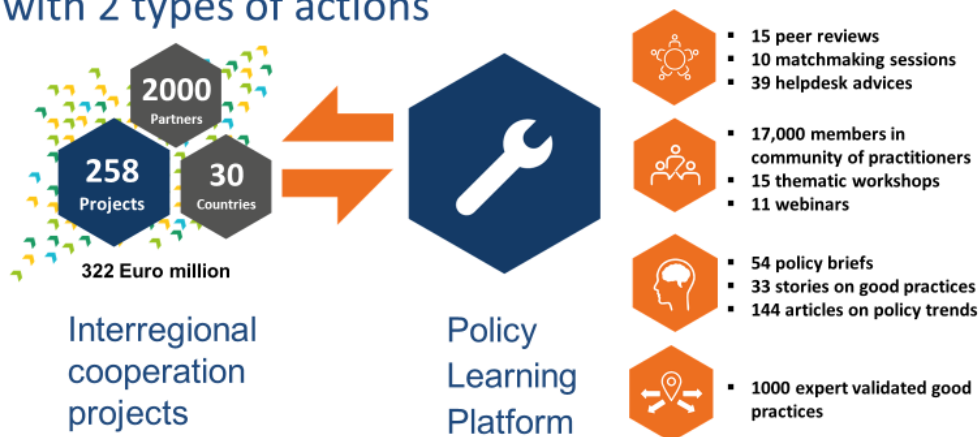 with 2 types of actions
2000
Partners
258
Projects
30
Countries
322 Euro million
Interregional
cooperation
projects
Policy
Learning
Platform
▪ 15 peer reviews
▪ 10 matchmaking sessions
▪ 39 helpdesk advices
▪ 17,000 members in
community of practitioners
▪ 15 thematic workshops
▪ 11 webinars
▪ 54 policy briefs
▪ 33 stories on good practices
▪ 144 articles on policy trends
▪ 1000 expert validated good
practices